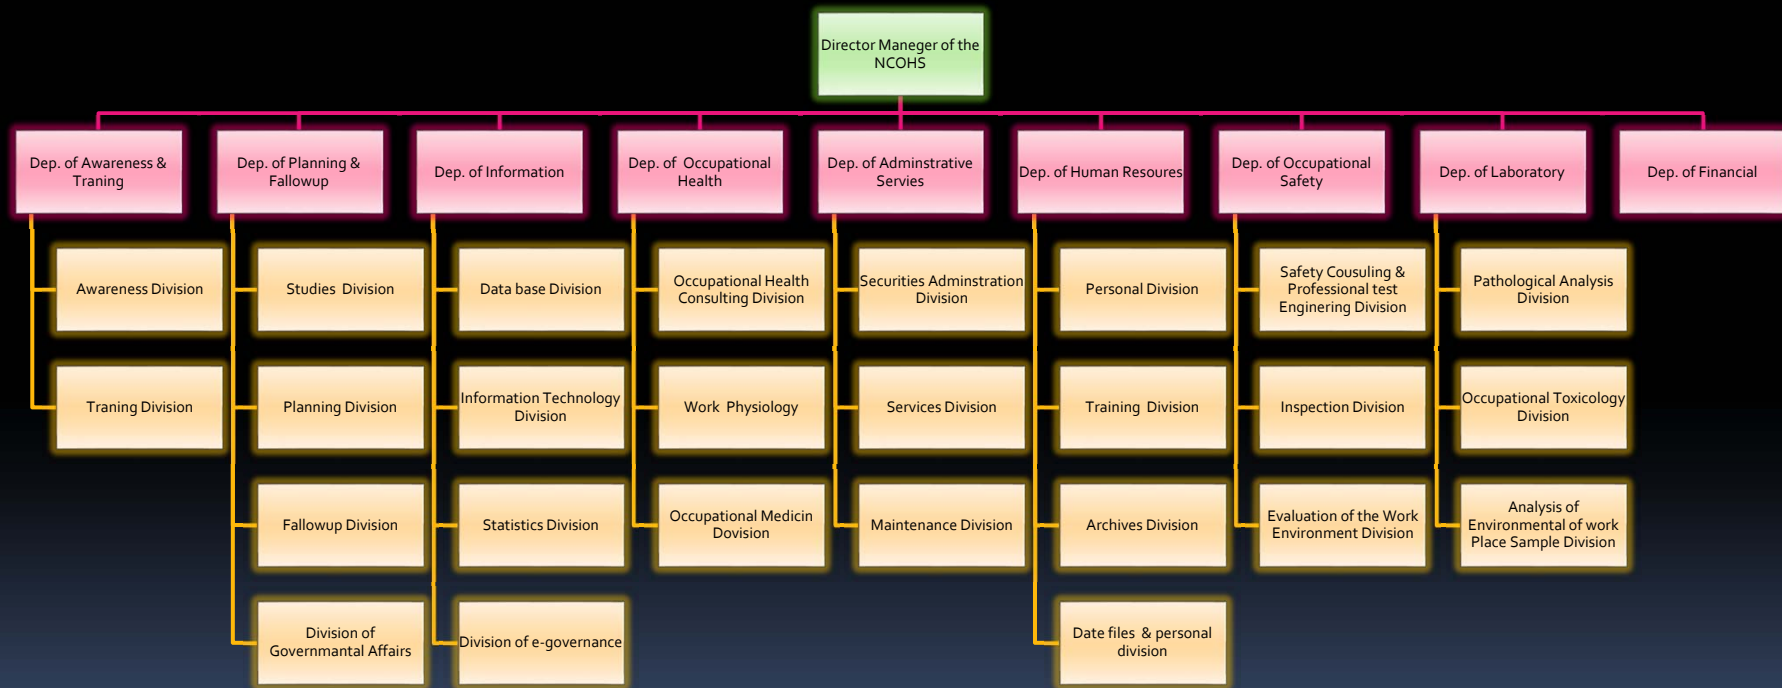 Director Maneger of the
NCOHS
Dep. of Awareness &
Traning
Dep. of Planning &
Fallowup
Dep. of Information
Dep. of Occupational
Health
Dep. of Adminstrative
Servies
Dep. of Human Resoures
Dep. of Occupational
Safety
Dep. of Laboratory
Dep. of Financial
Awareness Division
Studies Division
Data base Division
Occupational Health
Consulting Division
Securities Adminstration
Division
Personal Division
Safety Cousuling &
Professional test
Enginering Division
Pathological Analysis
Division
Traning Division
Planning Division
Information Technology
Division
Work Physiology
Services Division
Training Division
Inspection Division
Occupational Toxicology
Division
Fallowup Division
Statistics Division
Occupational Medicin
Dovision
Maintenance Division
Archives Division
Evaluation of the Work
Environment Division
Analysis of
Environmental of work
Place Sample Division
Division of
Governmantal Affairs
Division of e-governance
Date files & personal
division